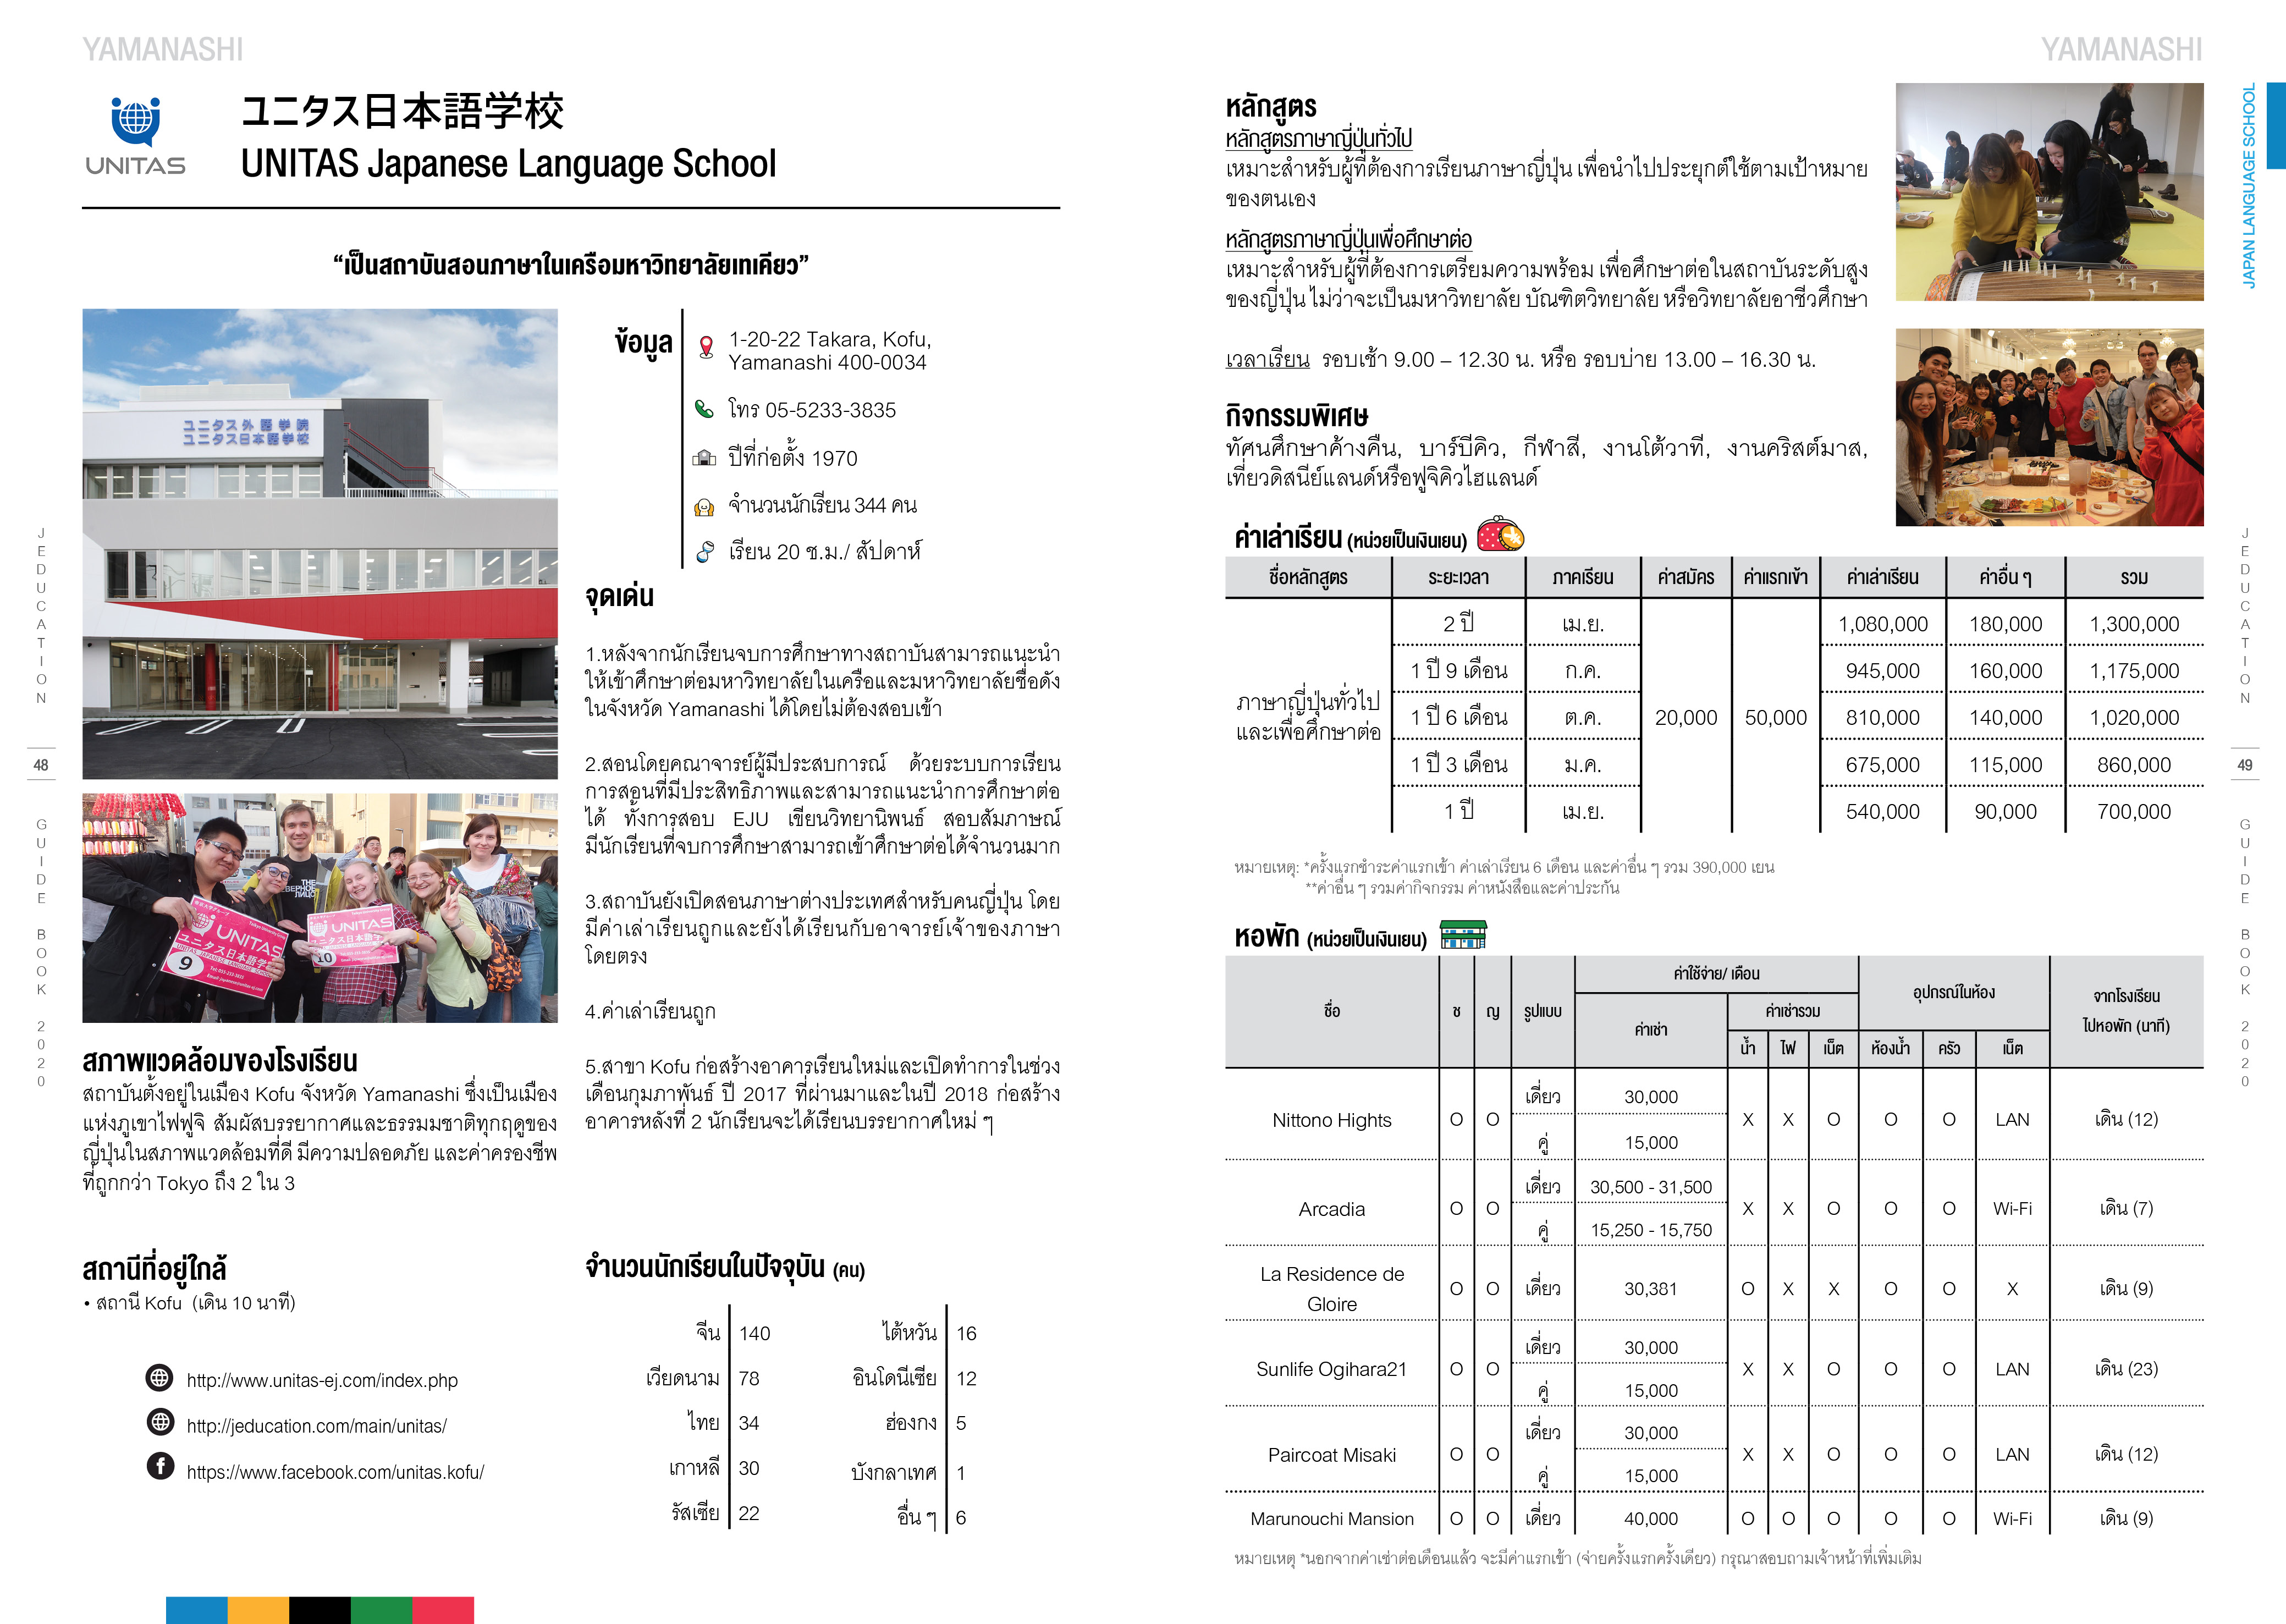 YAMANASHI
UNITAS
ユニタス日本語学校
UNITAS Japanese Language School
“เป็นสถาบันสอนภาษาในเครือมหาวิทยาลัยเทเคียว”
ユニタス外語学院
ユニタス日本語学校
ข้อมูล
1-20-22 Takara, Kofu,
Yamanashi 400-0034
โทร 05-5233-3835
ปีที่ก่อตั้ง 1970
จำนวนนักเรียน 344 คน
เรียน 20 ช.ม./ สัปดาห์
จุดเด่น
1.หลังจากนักเรียนจบการศึกษาทางสถาบันสามารถแนะนำ
ให้เข้าศึกษาต่อมหาวิทยาลัยในเครือและมหาวิทยาลัยชื่อดัง
ในจังหวัด Yamanashi ได้โดยไม่ต้องสอบเข้า
2.สอนโดยคณาจารย์ผู้มีประสบการณ์ ด้วยระบบการเรียน
การสอนที่มีประสิทธิภาพและสามารถแนะนำการศึกษาต่อ
ได้ ทั้งการสอบ EJU เขียนวิทยานิพนธ์ สอบสัมภาษณ์
มีนักเรียนที่จบการศึกษาสามารถเข้าศึกษาต่อได้จำนวนมาก
3.สถาบันยังเปิดสอนภาษาต่างประเทศสำหรับคนญี่ปุ่น โดย
มีค่าเล่าเรียนถูกและยังได้เรียนกับอาจารย์เจ้าของภาษา
โดยตรง
4.ค่าเล่าเรียนถูก
5.สาขา Kofu ก่อสร้างอาคารเรียนใหม่และเปิดทำการในช่วง
เดือนกุมภาพันธ์ ปี 2017 ที่ผ่านมาและในปี 2018 ก่อสร้าง
อาคารหลังที่ 2 นักเรียนจะได้เรียนบรรยากาศใหม่ ๆ
UNITAS
ユニタス日本語学
9
UNITAS
ユニタス日本語学校
10
สภาพแวดล้อมของโรงเรียน
สถาบันตั้งอยู่ในเมือง Kofu จังหวัด Yamanashi ซึ่งเป็นเมือง
แห่งภูเขาไฟฟูจิ สัมผัสบรรยากาศและธรรมมชาติทุกฤดูของ
ญี่ปุ่นในสภาพแวดล้อมที่ดี มีความปลอดภัย และค่าครองชีพ
ที่ถูกกว่า Tokyo ถึง 2 ใน 3
สถานีที่อยู่ใกล้
• สถานี Kofu (เดิน 10 นาที)
http://www.unitas-ej.com/index.php
http://jeducation.com/main/unitas/
https://www.facebook.com/unitas.kofu/
จำนวนนักเรียนในปัจจุบัน (คน)
จีน 140
เวียดนาม 78
ไทย 34
เกาหลี 30
รัสเซีย 22
ไต้หวัน 16
อินโดนีเซีย 12
ฮ่องกง 5
บังกลาเทศ 1
อื่น ๆ 6
JEDUCATION
48
GUIDE BOOK 2020
YAMANASHI
JAPAN LANGUAGE SCHOOL
หลักสูตร
หลักสูตรภาษาญี่ปุ่นทั่วไป
เหมาะสำหรับผู้ที่ต้องการเรียนภาษาญี่ปุ่น เพื่อนำไปประยุกต์ใช้ตามเป้าหมาย
ของตนเอง
หลักสูตรภาษาญี่ปุ่นเพื่อศึกษาต่อ
เหมาะสำหรับผู้ที่ต้องการเตรียมความพร้อม เพื่อศึกษาต่อในสถาบันระดับสูง
ของญี่ปุ่น ไม่ว่าจะเป็นมหาวิทยาลัย บัณฑิตวิทยาลัย หรือวิทยาลัยอาชีวศึกษา
เวลาเรียน รอบเช้า 9.00 – 12.30 น. หรือ รอบบ่าย 13.00 – 16.30 น.
กิจกรรมพิเศษ
ทัศนศึกษาค้างคืน, บาร์บีคิว, กีฬาสี, งานโต้วาที, งานคริสต์มาส,
เที่ยวดิสนีย์แลนด์หรือฟูจิคิวไฮแลนด์
ค่าเล่าเรียน (หน่วยเป็นเงินเยน)
ชื่อหลักสูตร ระยะเวลา ภาคเรียน ค่าสมัคร ค่าแรกเข้า ค่าเล่าเรียน ค่าอื่น ๆ รวม
ภาษาญี่ปุ่นทั่วไป
และเพื่อศึกษาต่อ
20,000 50,000
2 ปี เม.ย. 1,080,000 180,000 1,300,000
1 ปี 9 เดือน ก.ค. 945,000 160,000 1,175,000
1 ปี 6 เดือน ต.ค. 810,000 140,000 1,020,000
1 ปี 3 เดือน ม.ค. 675,000 115,000 860,000
1 ปี เม.ย. 540,000 90,000 700,000
หมายเหตุ: *ครั้งแรกชำระค่าแรกเข้า ค่าเล่าเรียน 6 เดือน และค่าอื่น ๆ รวม 390,000 เยน
**ค่าอื่น ๆ รวมค่ากิจกรรม ค่าหนังสือและค่าประกัน
หอพัก (หน่วยเป็นเงินเยน)
ชื่อ ช ญ รูปแบบ ค่าใช้จ่าย/ เดือน อุปกรณ์ในห้อง จากโรงเรียน
ไปหอพัก (นาที)
ค่าเช่า ค่าเช่ารวม
น้ำ ไฟ เน็ต ห้องน้ำ ครัว เน็ต
Nittono Hights O O เดี่ยว 30,000 X X O O O LAN เดิน (12)
คู่ 15,000
Arcadia O O เดี่ยว 30,500 - 31,500 X X O O O Wi-Fi เดิน (7)
คู่ 15,250 - 15,750
La Residence de
Gloire O O เดี่ยว 30,381 O X X O O X เดิน (9)
Sunlife Ogihara21 O O เดี่ยว 30,000 X X O O O LAN เดิน (23)
คู่ 15,000
Paircoat Misaki O O เดี่ยว 30,000 X X O O O LAN เดิน (12)
คู่ 15,000
Marunouchi Mansion O O เดี่ยว 40,000 O O O O O Wi-Fi เดิน (9)
หมายเหตุ *นอกจากค่าเช่าต่อเดือนแล้ว จะมีค่าแรกเข้า (จ่ายครั้งแรกครั้งเดียว) กรุณาสอบถามเจ้าหน้าที่เพิ่มเติม
JEDUCATION
49
GUIDE BOOK 2020